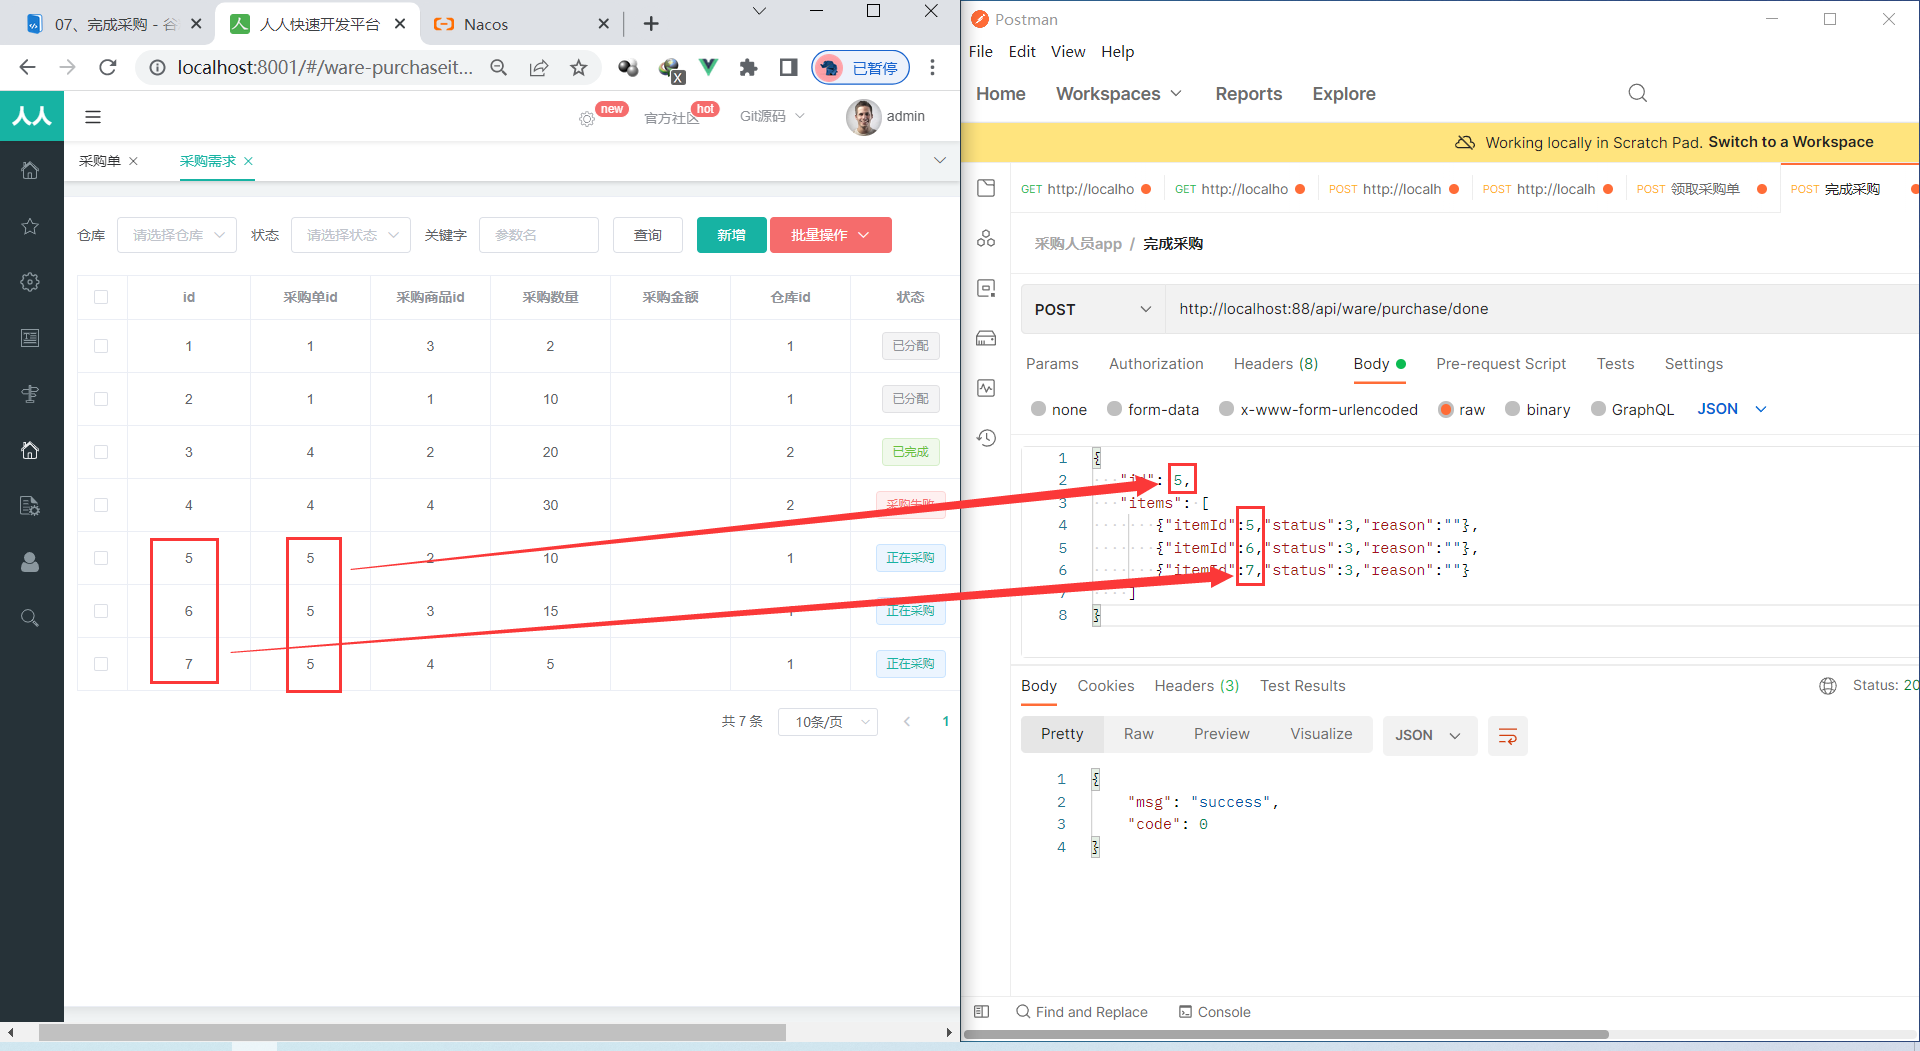 07、完成采购 - 谷
人人快速开发平台
Nacos
localhost:8001/#/ware-purchaseit...
已暂停
人人
new
官方社区
hot
Git源码
admin
采购单
采购需求
仓库 请选择仓库 状态 请选择状态 关键字 参数名 查询 新增 批量操作
id 采购单id 采购商品id 采购数量 采购金额 仓库id 状态
1 1 3 2 1 已分配
2 1 1 10 1 已分配
3 4 2 20 2 已完成
4 4 4 30 2 采购失败
5 5 2 10 1 正在采购
6 5 3 15 1 正在采购
7 5 4 5 1 正在采购
共 7 条 10条/页 1
Postman
File Edit View Help
Home Workspaces Reports Explore
Working locally in Scratch Pad. Switch to a Workspace
GET http://localho GET http://localho POST http://localh POST http://localh POST 领取采购单 POST 完成采购
采购人员app / 完成采购
POST http://localhost:88/api/ware/purchase/done
Params Authorization Headers (8) Body Pre-request Script Tests Settings
none form-data x-www-form-urlencoded raw binary GraphQL JSON
1 {
2 "id": 5,
3 "items": [
4 {"itemId":5,"status":3,"reason":""},
5 {"itemId":6,"status":3,"reason":""},
6 {"itemId":7,"status":3,"reason":""}
7 ]
8 }
Body Cookies Headers (3) Test Results Status: 20
Pretty Raw Preview Visualize JSON
1 {
2 "msg": "success",
3 "code": 0
4 }
Find and Replace Console